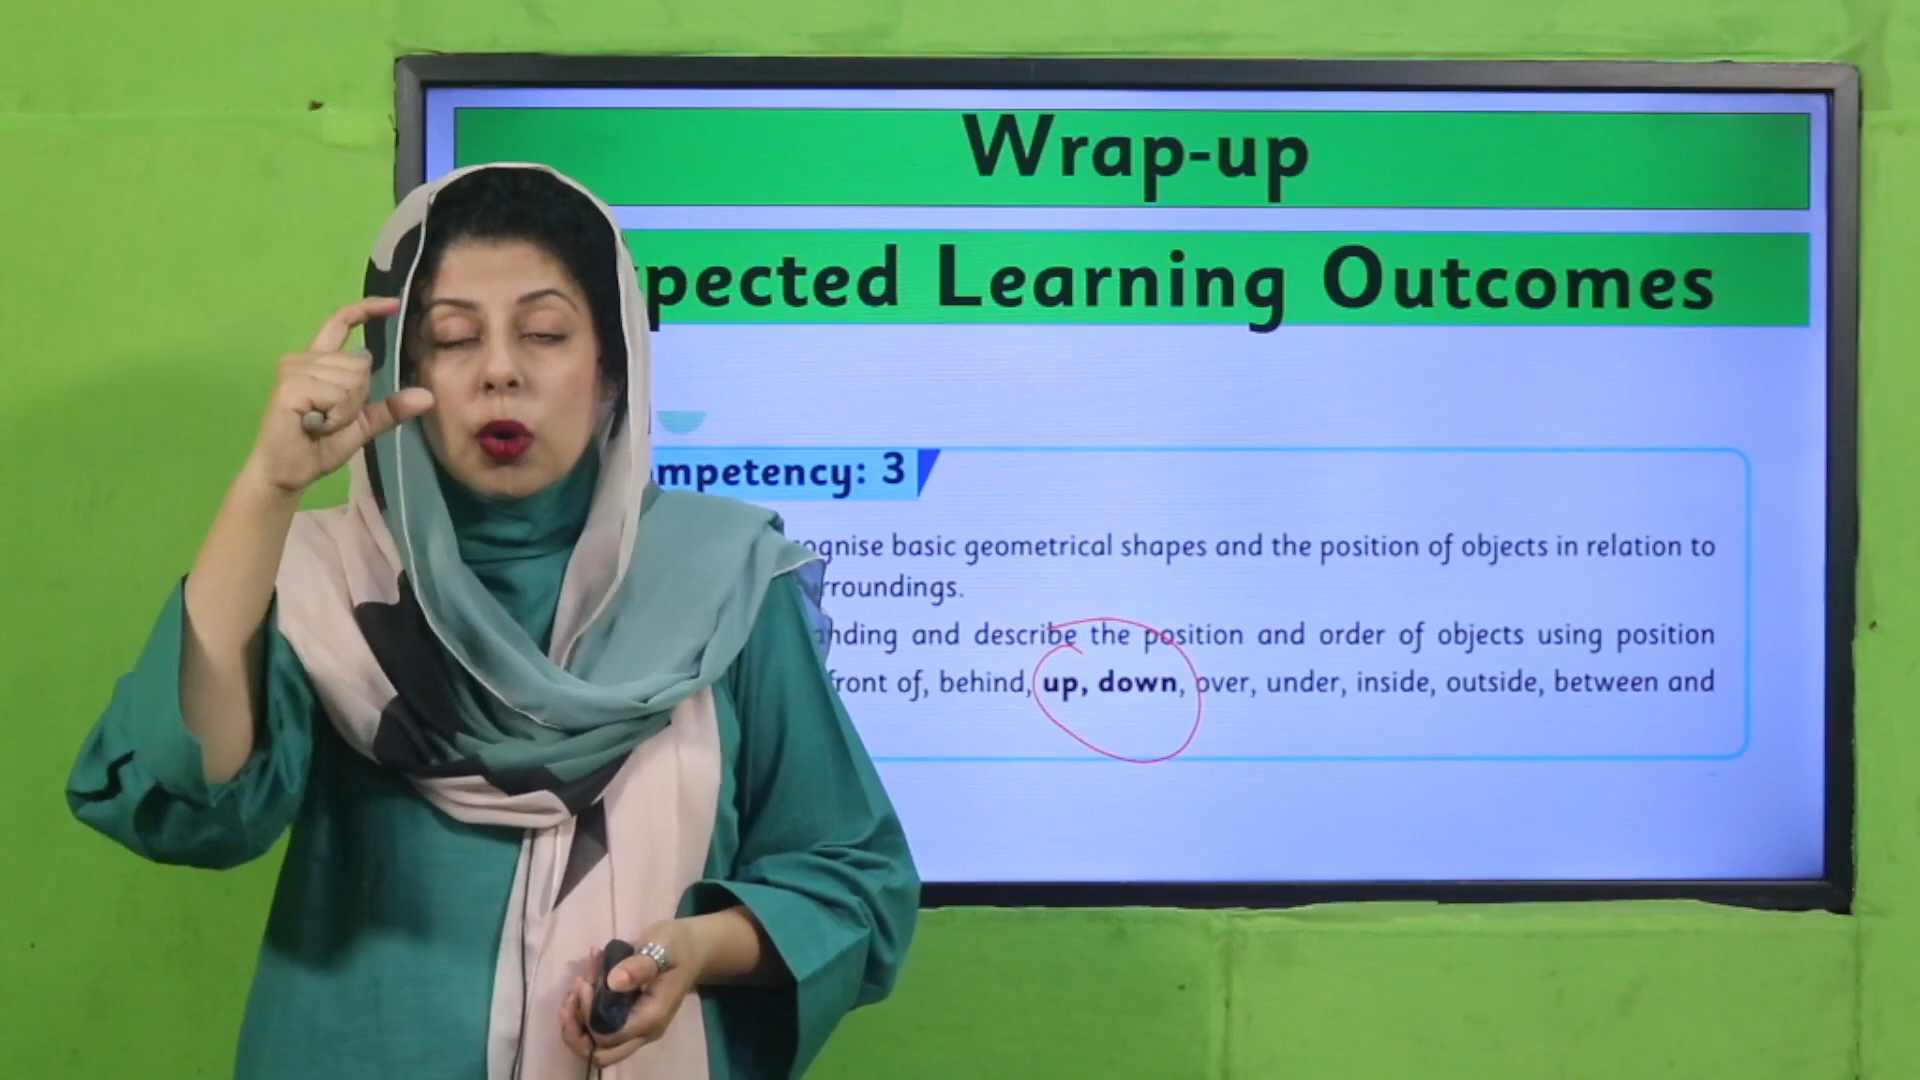 Wrap-up
pected Learning Outcomes
mpetency: 3
ognise basic geometrical shapes and the position of objects in relation to
rroundings.
nding and describe the position and order of objects using position
front of, behind, up, down, over, under, inside, outside, between and